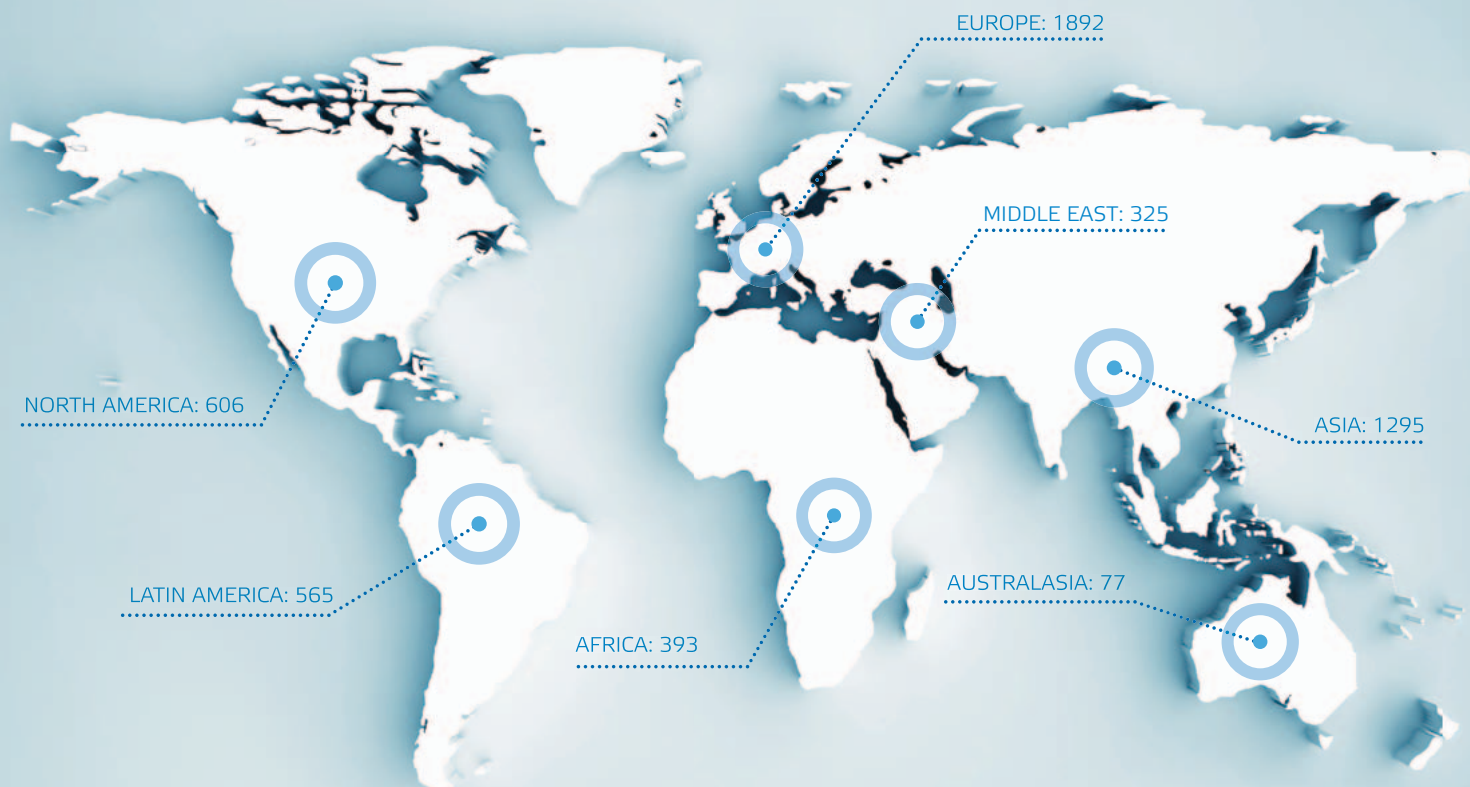 EUROPE: 1892
MIDDLE EAST: 325
NORTH AMERICA: 606
ASIA: 1295
LATIN AMERICA: 565
AUSTRALASIA: 77
AFRICA: 393